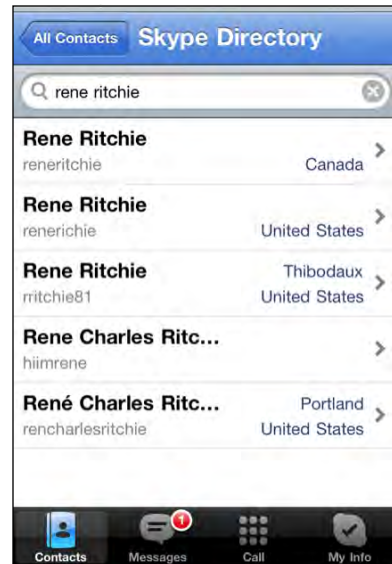 All Contacts Skype Directory
rene ritchie
Rene Ritchie
reneritchie Canada
Rene Ritchie
renerichie United States
Rene Ritchie Thibodaux
rritchie81 United States
Rene Charles Ritc...
hiimrene
René Charles Ritc... Portland
rencharlesritchie United States
1
Contacts Messages Call My Info